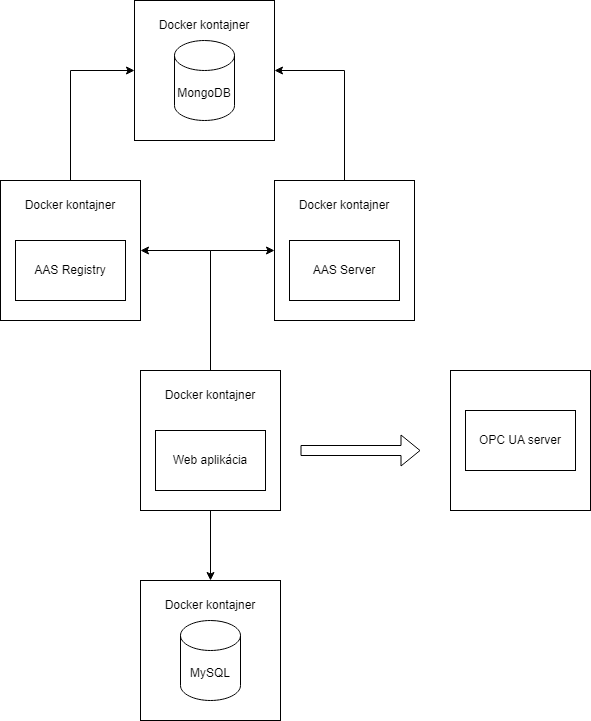 Docker kontajner
MongoDB
Docker kontajner
AAS Registry
Docker kontajner
AAS Server
Docker kontajner
Web aplikácia
OPC UA server
Docker kontajner
MySQL